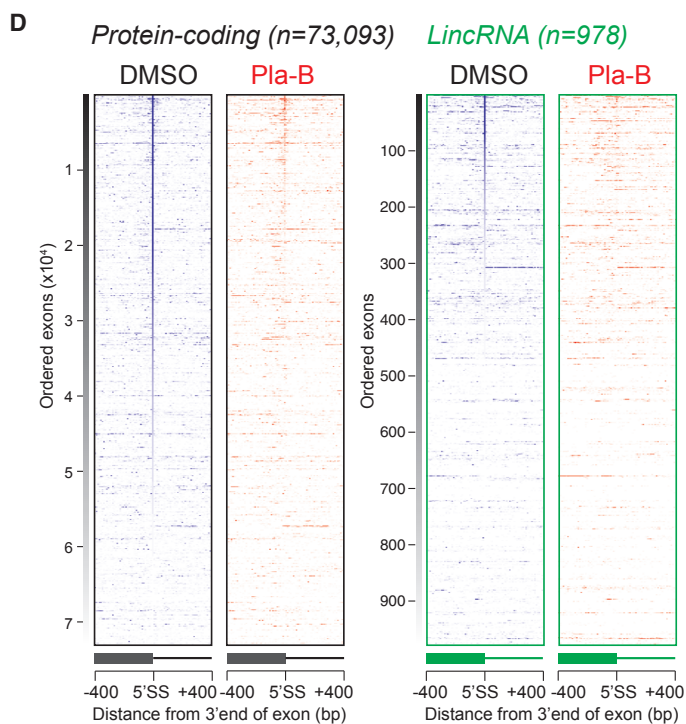 D
Protein-coding (n=73,093) LincRNA (n=978)
DMSO Pla-B DMSO Pla-B
Ordered exons (x10⁴)
1
2
3
4
5
6
7
Ordered exons
100
200
300
400
500
600
700
800
900
-400 5'SS +400 -400 5'SS +400 -400 5'SS +400 -400 5'SS +400
Distance from 3'end of exon (bp) Distance from 3'end of exon (bp)